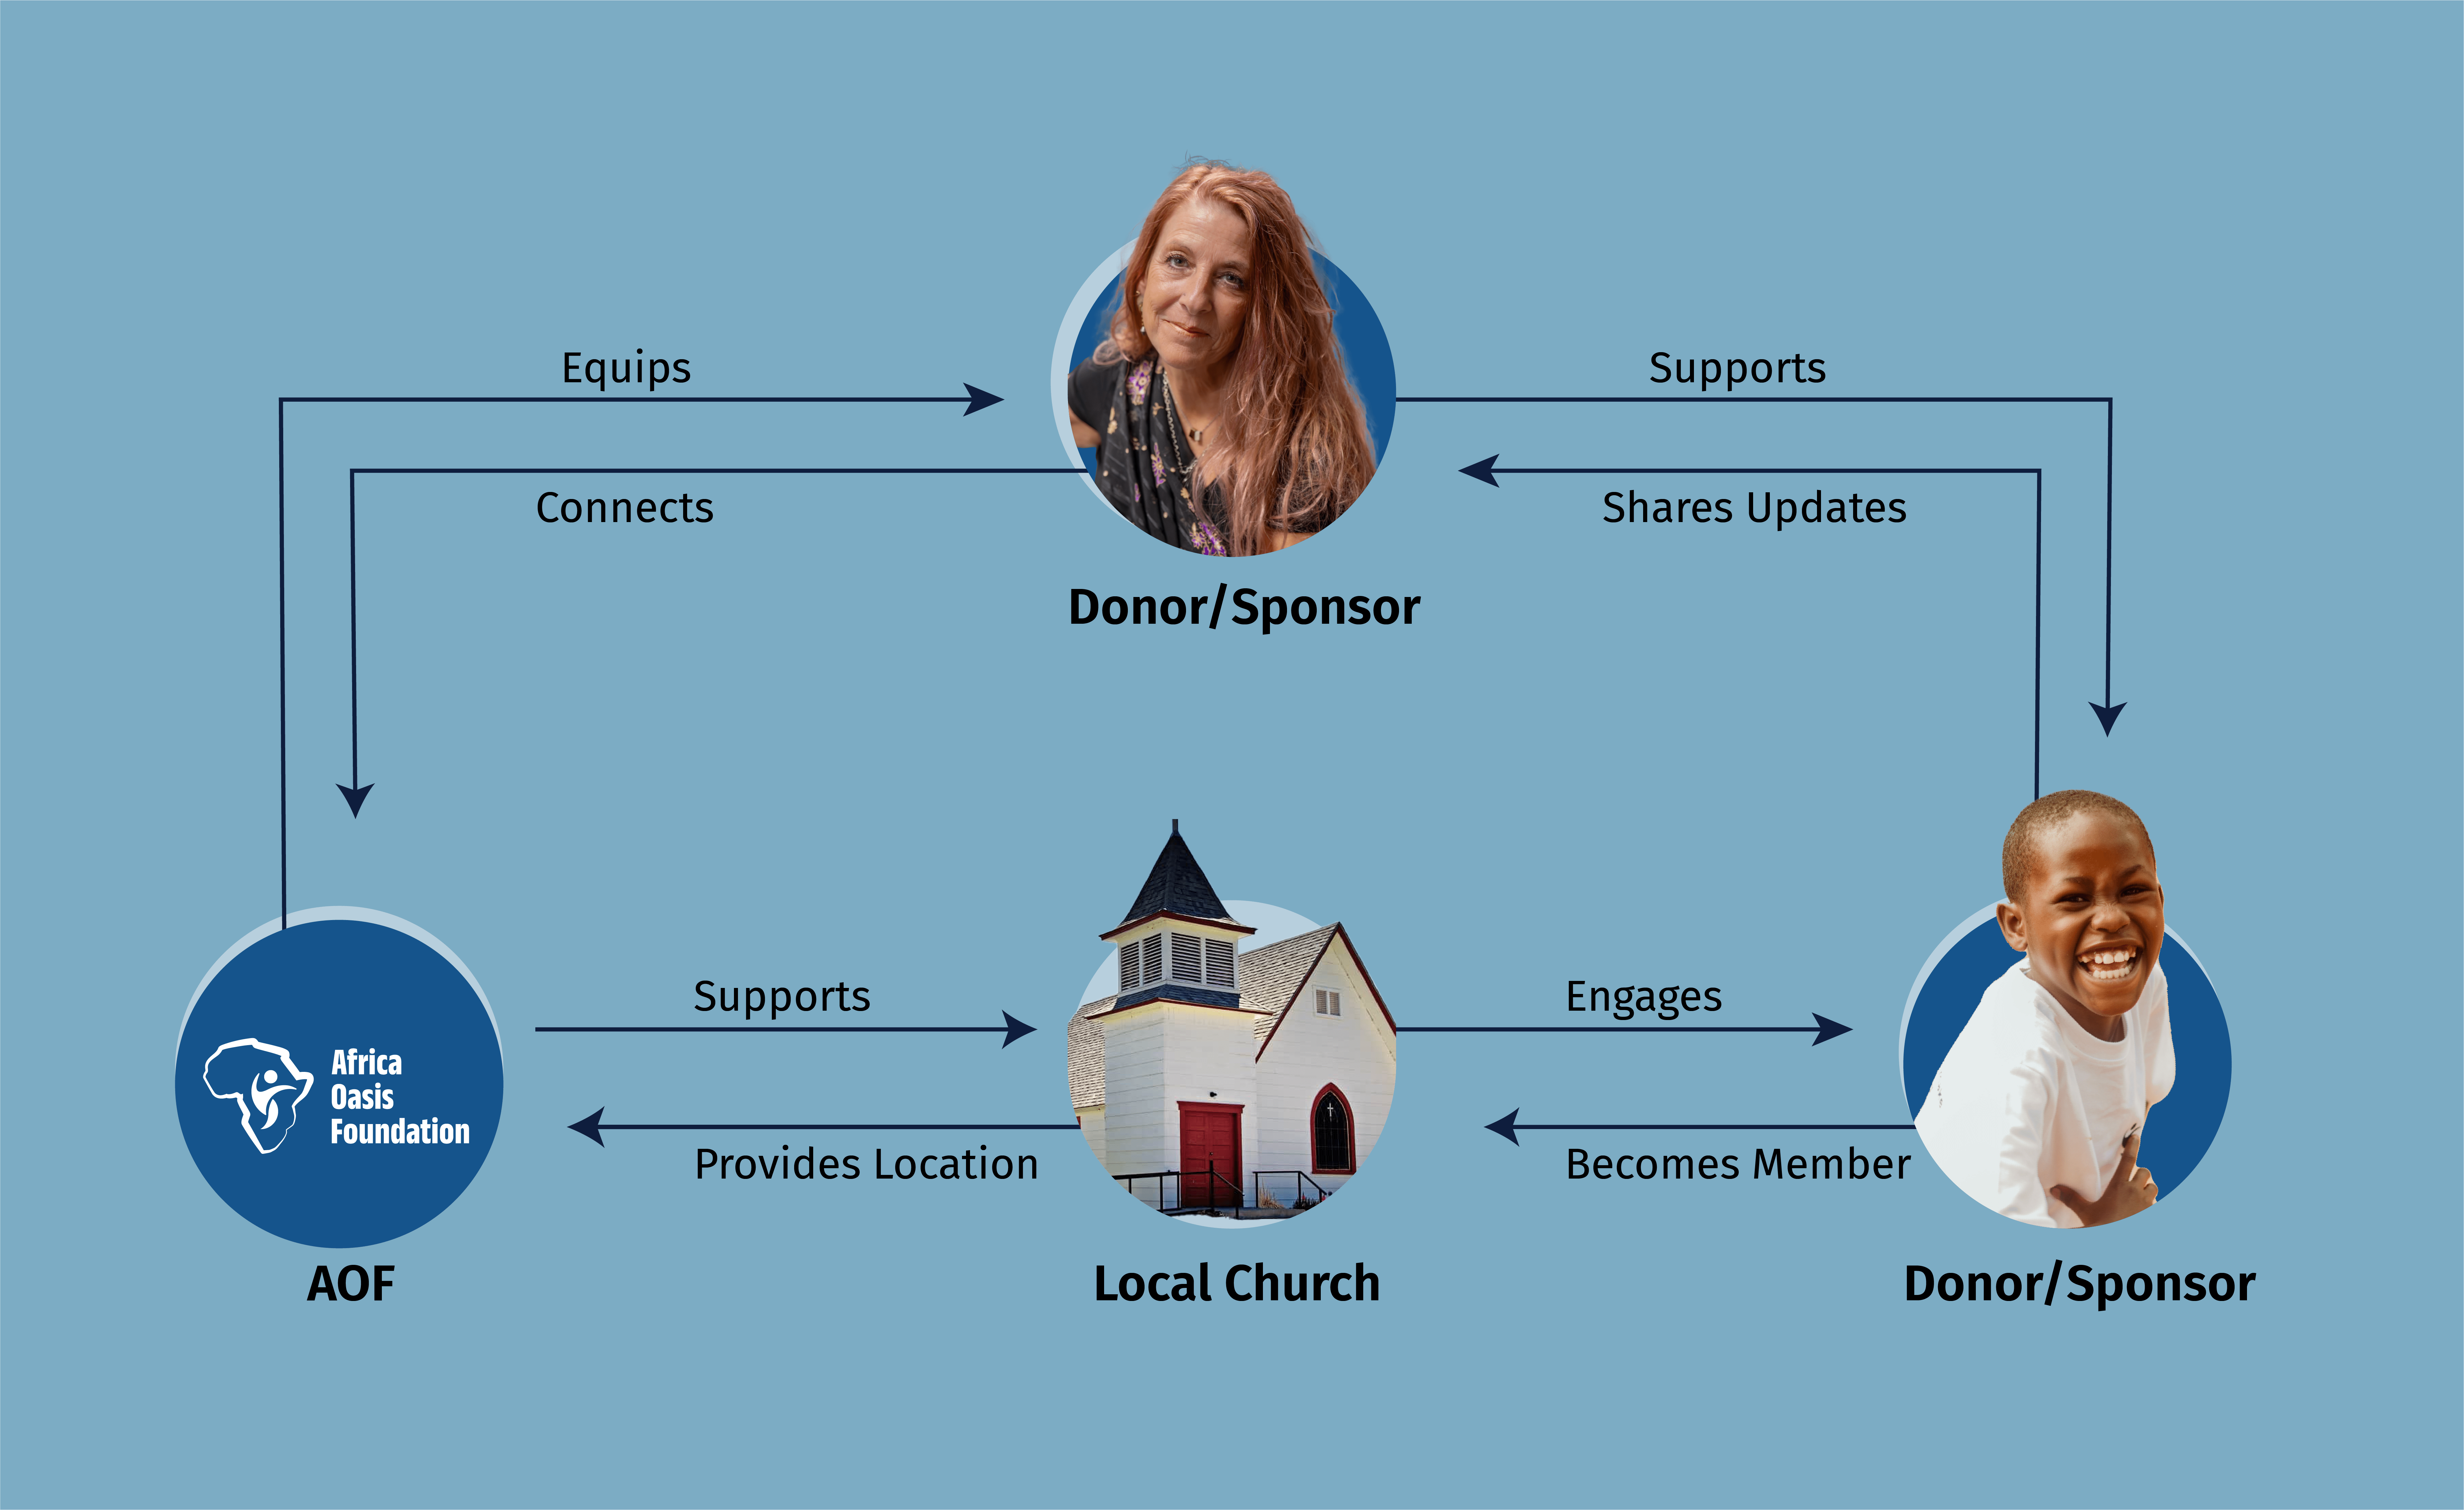 Equips
Supports
Connects
Shares Updates
Donor/Sponsor
Supports
Engages
Africa
Oasis
Foundation
Provides Location
Becomes Member
AOF
Local Church
Donor/Sponsor